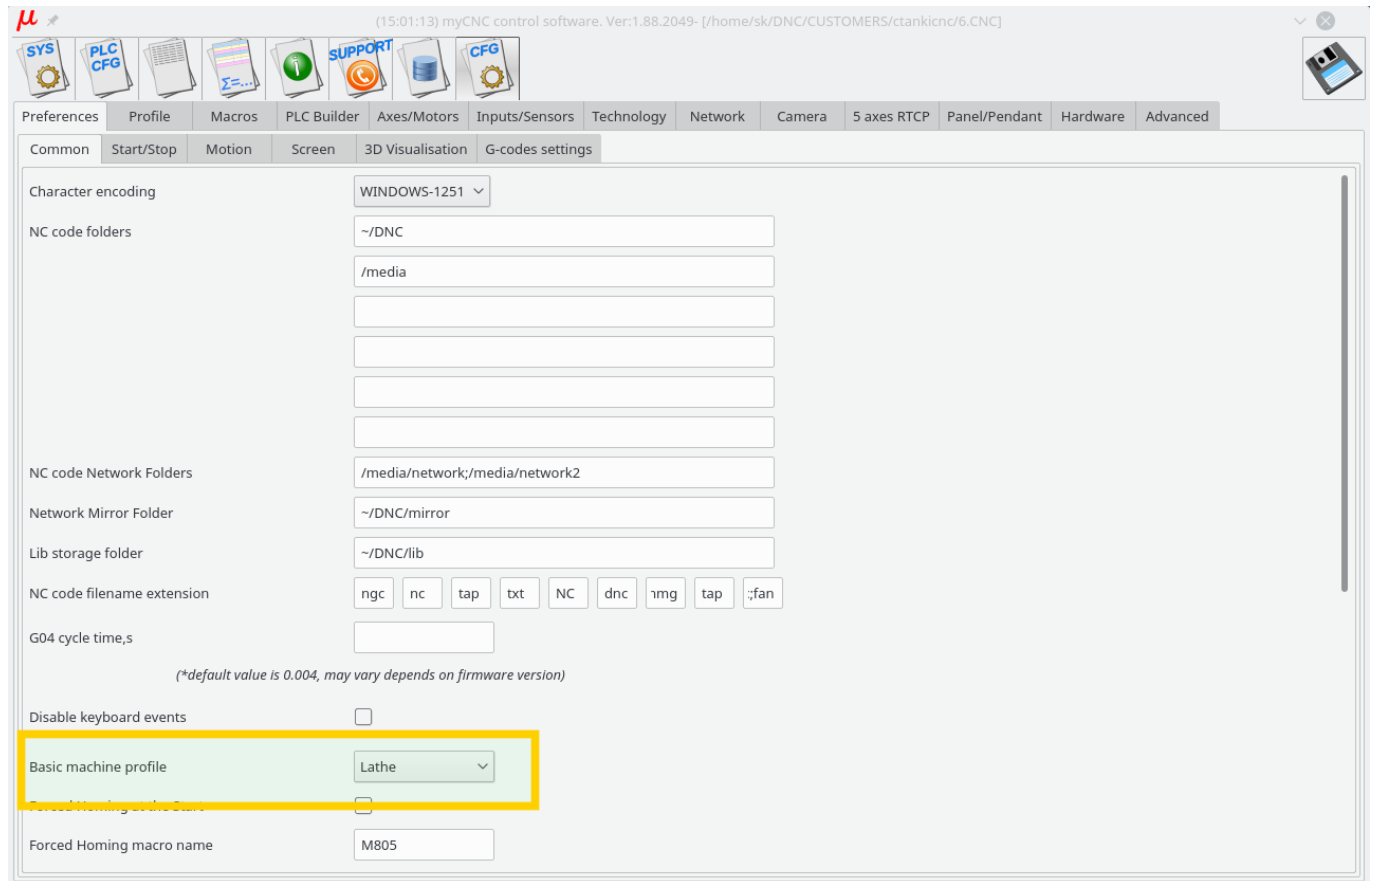 μ
(15:01:13) myCNC control software. Ver:1.88.2049- [/home/sk/DNC/CUSTOMERS/ctankicnc/6.CNC]
SYS PLC CFG Σ=... i SUPPORT CFG
Preferences Profile Macros PLC Builder Axes/Motors Inputs/Sensors Technology Network Camera 5 axes RTCP Panel/Pendant Hardware Advanced
Common Start/Stop Motion Screen 3D Visualisation G-codes settings
Character encoding WINDOWS-1251
NC code folders ~/DNC
/media
NC code Network Folders /media/network;/media/network2
Network Mirror Folder ~/DNC/mirror
Lib storage folder ~/DNC/lib
NC code filename extension ngc nc tap txt NC dnc nmg tap ;fan
G04 cycle time,s
(*default value is 0.004, may vary depends on firmware version)
Disable keyboard events
Basic machine profile Lathe
Forced Homing at the Start
Forced Homing macro name M805